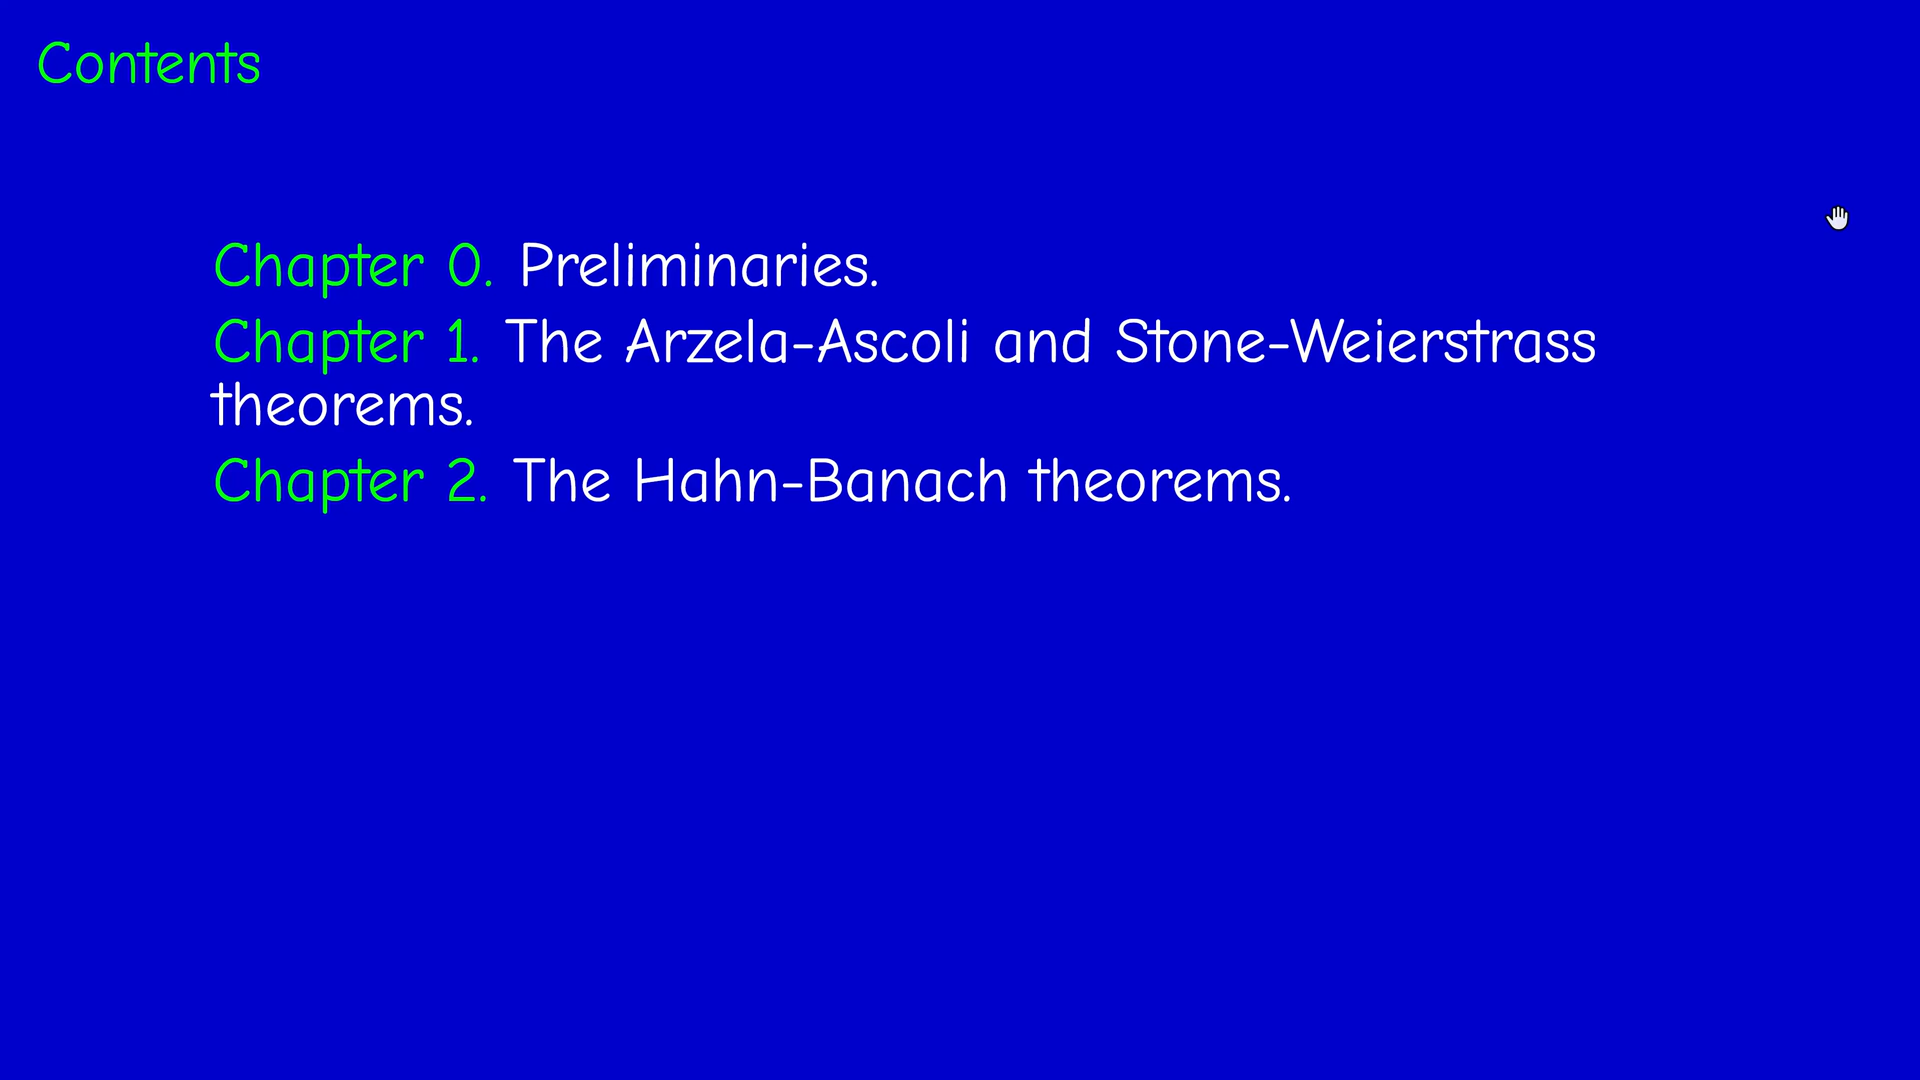 Contents
Chapter 0. Preliminaries.
Chapter 1. The Arzela-Ascoli and Stone-Weierstrass
theorems.
Chapter 2. The Hahn-Banach theorems.